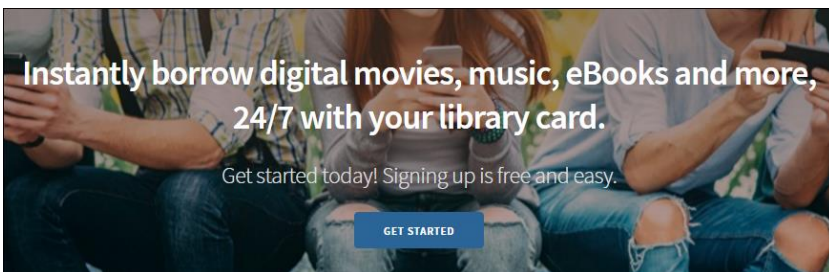 Instantly borrow digital movies, music, eBooks and more,
24/7 with your library card.
Get started today! Signing up is free and easy.
GET STARTED